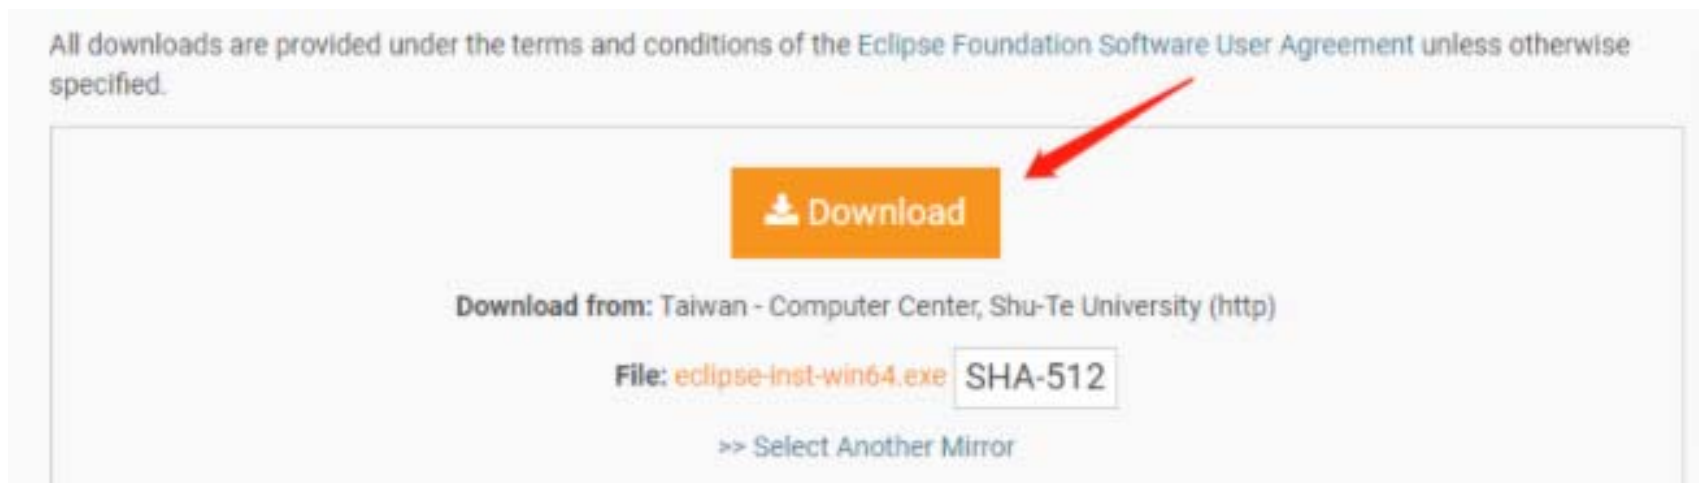 All downloads are provided under the terms and conditions of the Eclipse Foundation Software User Agreement unless otherwise
specified.
Download
Download from: Taiwan - Computer Center, Shu-Te University (http)
File: eclipse-inst-win64.exe SHA-512
>> Select Another Mirror